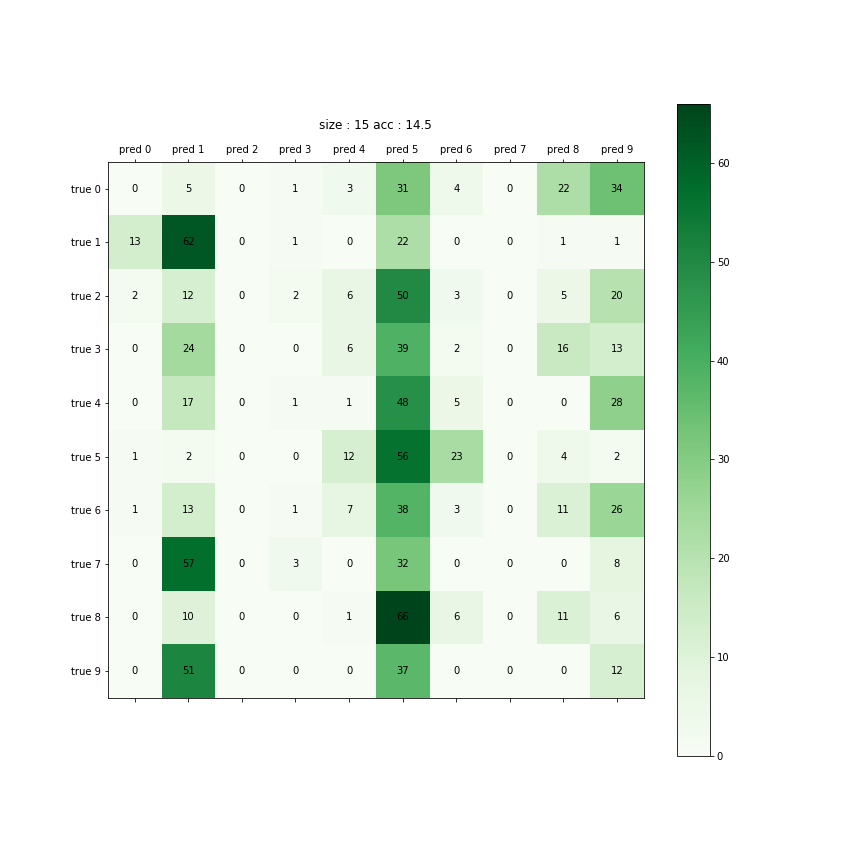 size : 15 acc : 14.5
pred 0 pred 1 pred 2 pred 3 pred 4 pred 5 pred 6 pred 7 pred 8 pred 9
true 0 0 5 0 1 3 31 4 0 22 34
true 1 13 62 0 1 0 22 0 0 1 1
true 2 2 12 0 2 6 50 3 0 5 20
true 3 0 24 0 0 6 39 2 0 16 13
true 4 0 17 0 1 1 48 5 0 0 28
true 5 1 2 0 0 12 56 23 0 4 2
true 6 1 13 0 1 7 38 3 0 11 26
true 7 0 57 0 3 0 32 0 0 0 8
true 8 0 10 0 0 1 66 6 0 11 6
true 9 0 51 0 0 0 37 0 0 0 12
60
50
40
30
20
10
0